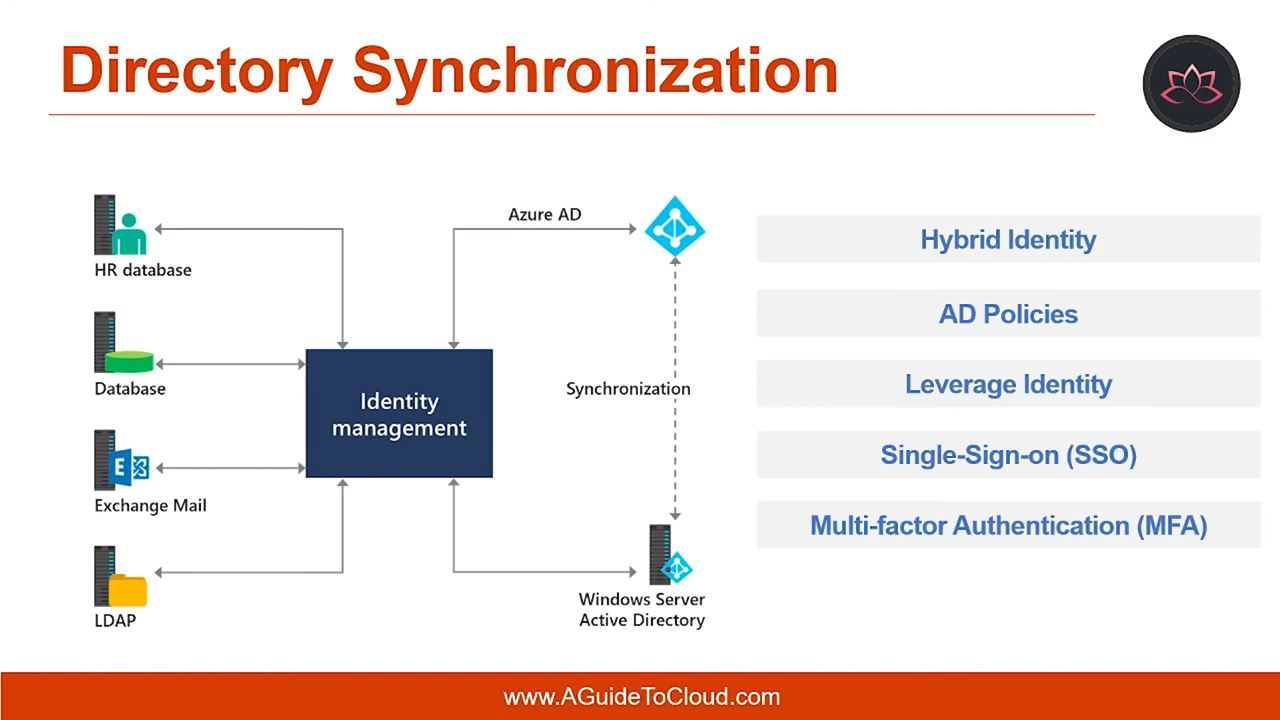 Directory Synchronization
HR database
Database
Exchange Mail
LDAP
Identity
management
Azure AD
Synchronization
Windows Server
Active Directory
Hybrid Identity
AD Policies
Leverage Identity
Single-Sign-on (SSO)
Multi-factor Authentication (MFA)
www.AGuideToCloud.com